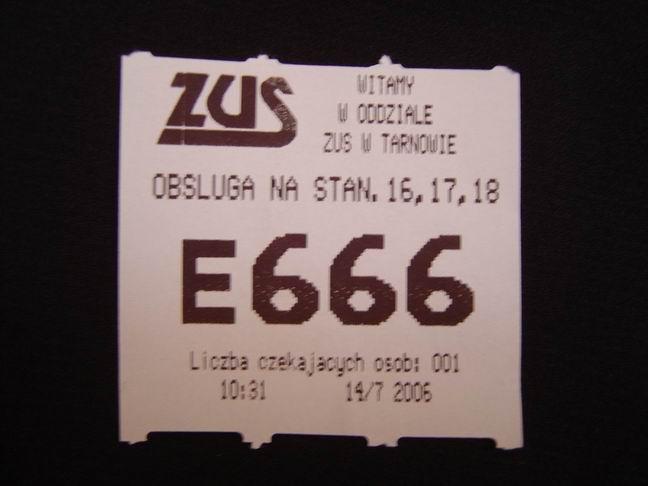 ZUS
WITAMY
W ODDZIALE
ZUS W TARNOWIE
OBSLUGA NA STAN. 16,17,18
E666
Liczba czekajacych osob: 001
10:31 14/7 2006